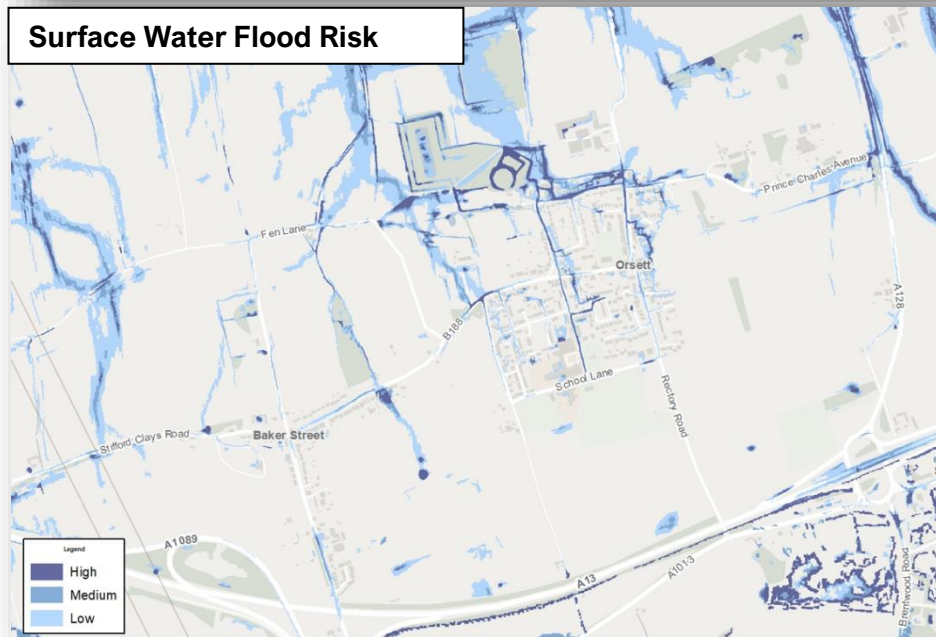 Surface Water Flood Risk
Prince Charles Avenue
Fen Lane
Orsett
A128
B188
School Lane
Rectory Road
Stifford Clays Road
Baker Street
A1089
A13
A1013
Brentwood Road
Legend
High
Medium
Low